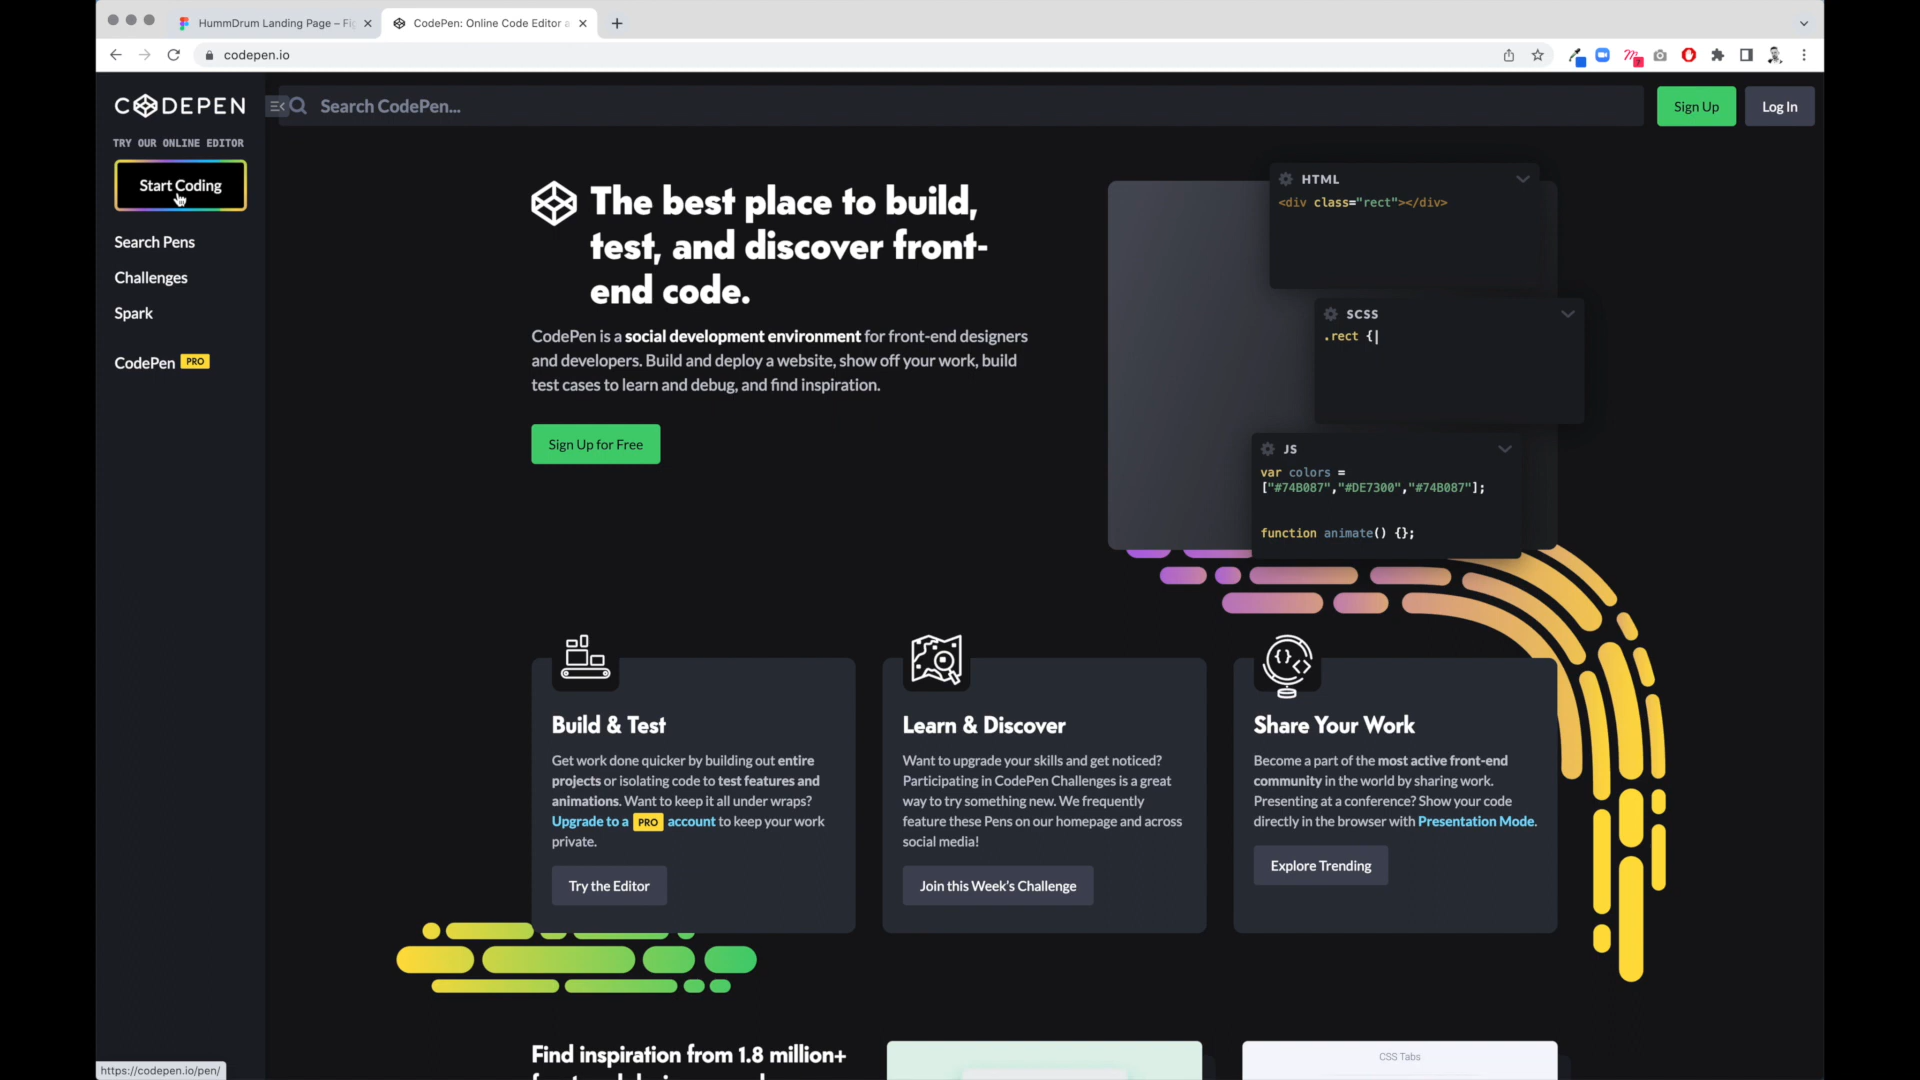 HummDrum Landing Page – Fig
CodePen: Online Code Editor a
codepen.io
CODEPEN
Search CodePen...
Sign Up
Log In
TRY OUR ONLINE EDITOR
Start Coding
Search Pens
Challenges
Spark
CodePen PRO
The best place to build,
test, and discover front-
end code.
CodePen is a social development environment for front-end designers
and developers. Build and deploy a website, show off your work, build
test cases to learn and debug, and find inspiration.
Sign Up for Free
HTML
<div class="rect"></div>
SCSS
.rect {
JS
var colors =
["#74B087","#DE7300","#74B087"];
function animate() {};
Build & Test
Get work done quicker by building out entire
projects or isolating code to test features and
animations. Want to keep it all under wraps?
Upgrade to a PRO account to keep your work
private.
Try the Editor
Learn & Discover
Want to upgrade your skills and get noticed?
Participating in CodePen Challenges is a great
way to try something new. We frequently
feature these Pens on our homepage and across
social media!
Join this Week's Challenge
Share Your Work
Become a part of the most active front-end
community in the world by sharing work.
Presenting at a conference? Show your code
directly in the browser with Presentation Mode.
Explore Trending
Find inspiration from 1.8 million+
CSS Tabs
https://codepen.io/pen/